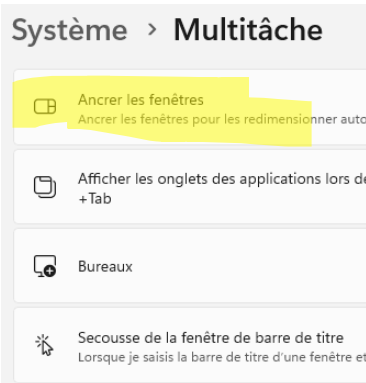 Système > Multitâche
Ancrer les fenêtres
Ancrer les fenêtres pour les redimensionner auto
Afficher les onglets des applications lors de
+Tab
Bureaux
Secousse de la fenêtre de barre de titre
Lorsque je saisis la barre de titre d'une fenêtre et